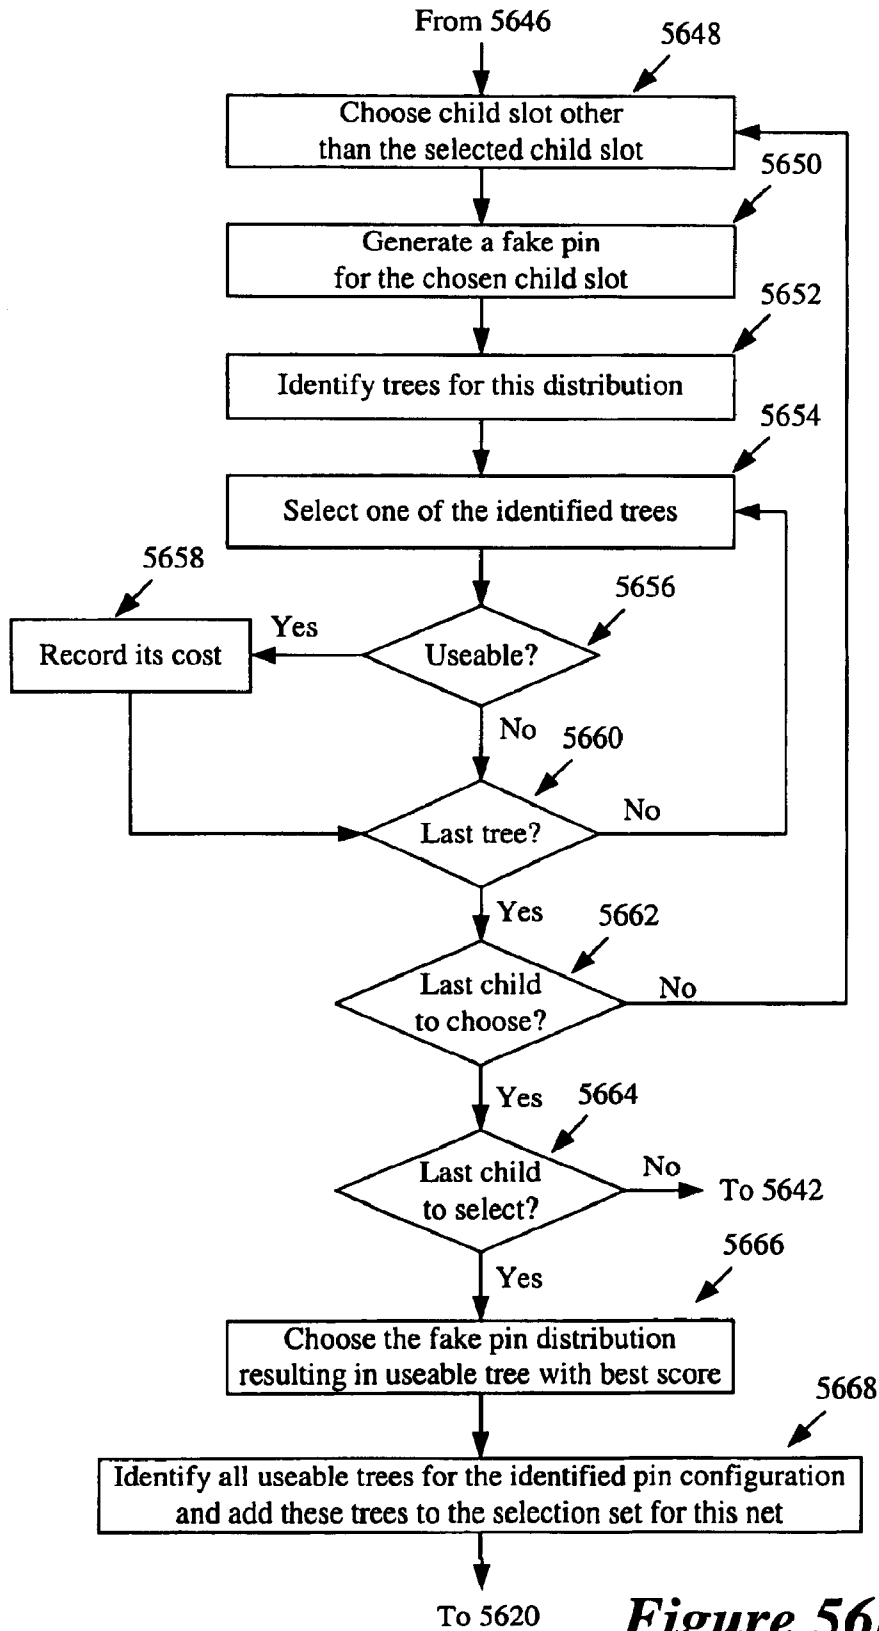 From 5646
5648
Choose child slot other
than the selected child slot
5650
Generate a fake pin
for the chosen child slot
5652
Identify trees for this distribution
5654
Select one of the identified trees
5658
5656
Record its cost
Yes
Useable?
No
5660
Last tree?
No
Yes
5662
Last child
to choose?
No
Yes
5664
Last child
to select?
No
To 5642
5666
Yes
Choose the fake pin distribution
resulting in useable tree with best score
5668
Identify all useable trees for the identified pin configuration
and add these trees to the selection set for this net
To 5620
Figure